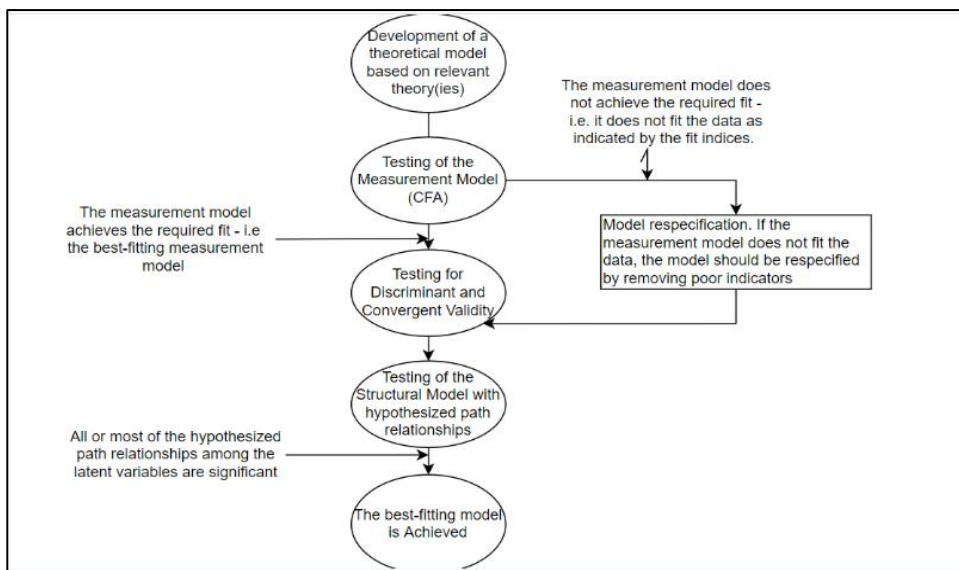 Development of a
theoretical model
based on relevant
theory(ies)
The measurement model does
not achieve the required fit -
i.e. it does not fit the data as
indicated by the fit indices.
Testing of the
Measurement Model
(CFA)
The measurement model
achieves the required fit - i.e
the best-fitting measurement
model
Model respecification. If the
measurement model does not fit the
data, the model should be respecified
by removing poor indicators
Testing for
Discriminant and
Convergent Validity
Testing of the
Structural Model with
hypothesized path
relationships
All or most of the hypothesized
path relationships among the
latent variables are significant
The best-fitting model
is Achieved